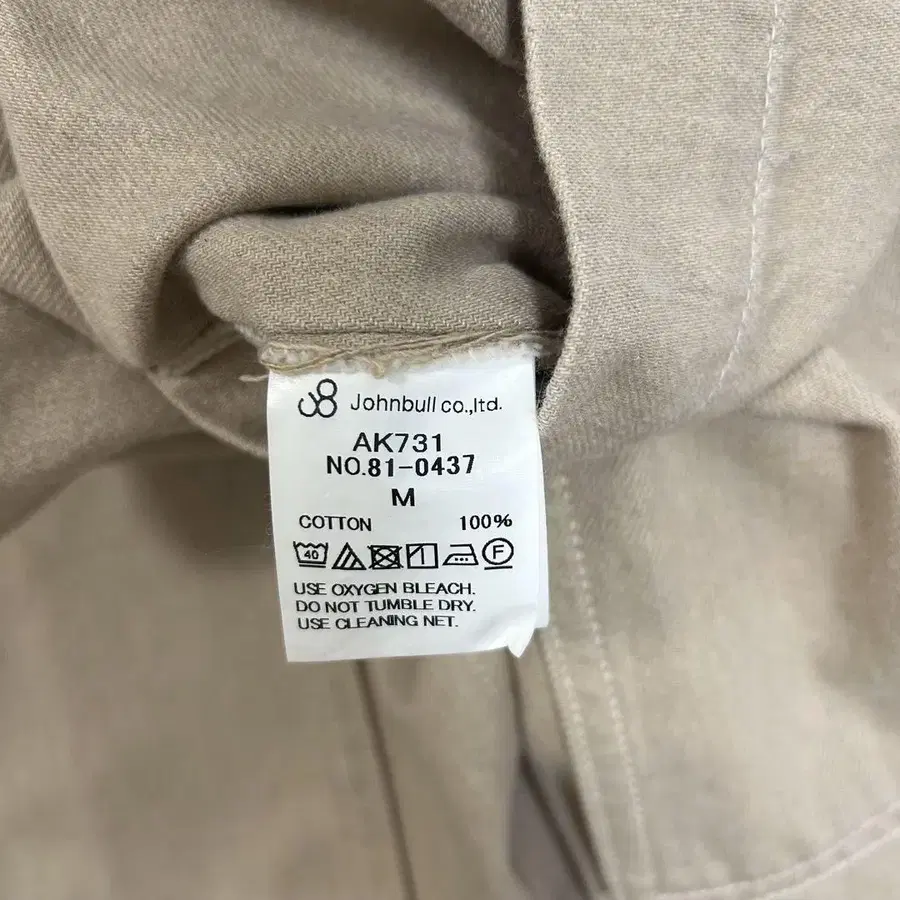 Johnbull co.,ltd.
AK731
NO.81-0437
M
COTTON 100%
40 F
USE OXYGEN BLEACH.
DO NOT TUMBLE DRY.
USE CLEANING NET.